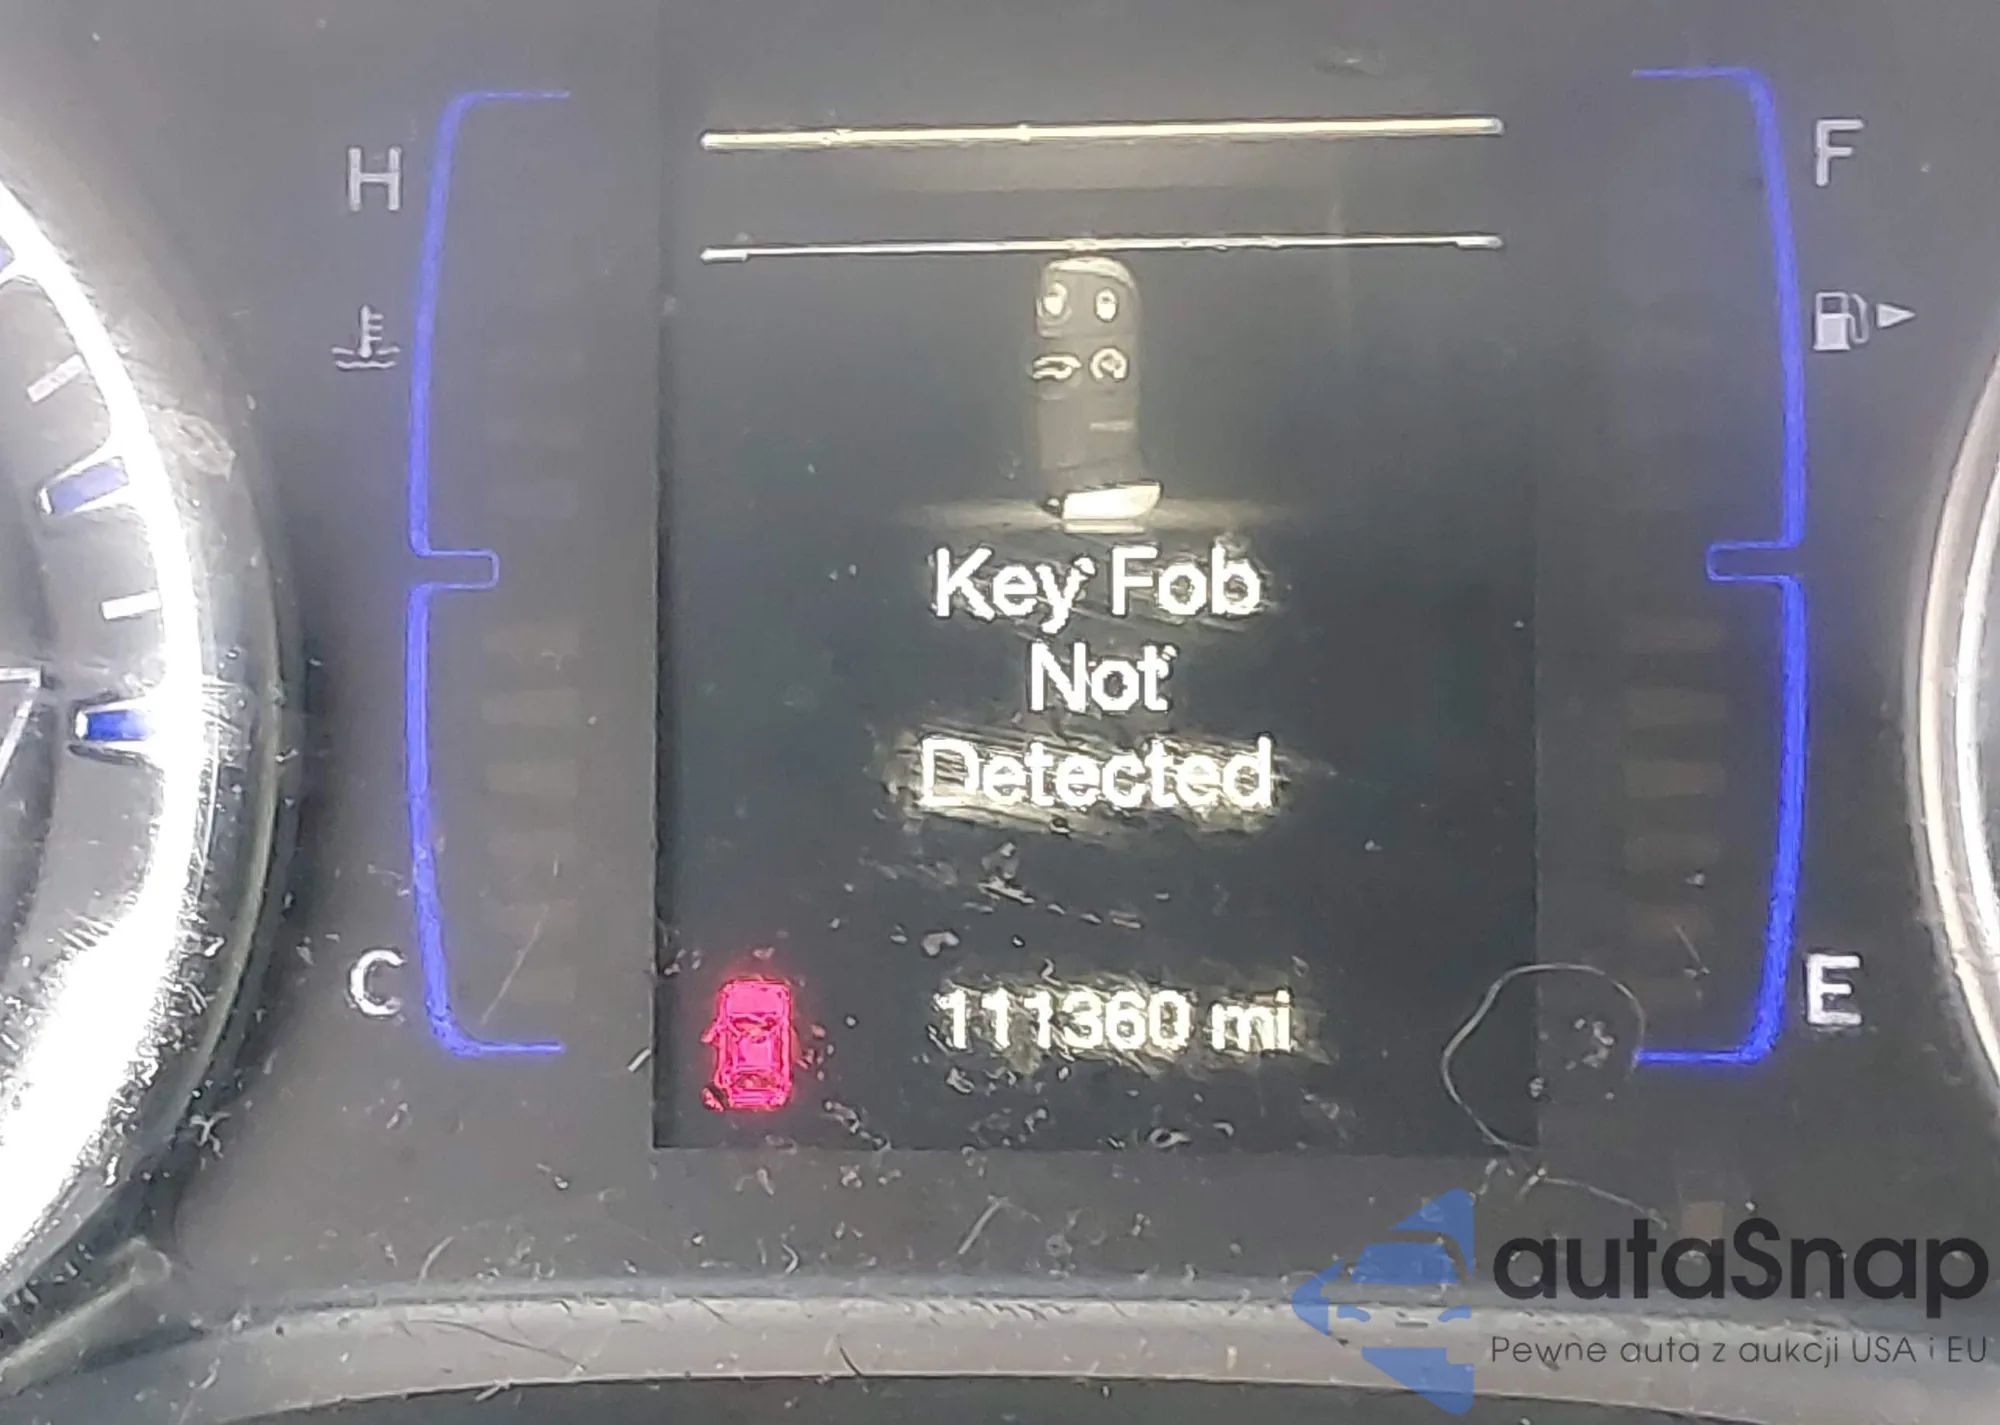 H
F
Key Fob
Not
Detected
C
111360 mi
E
autaSnap
Pewne auta z aukcji USA i EU